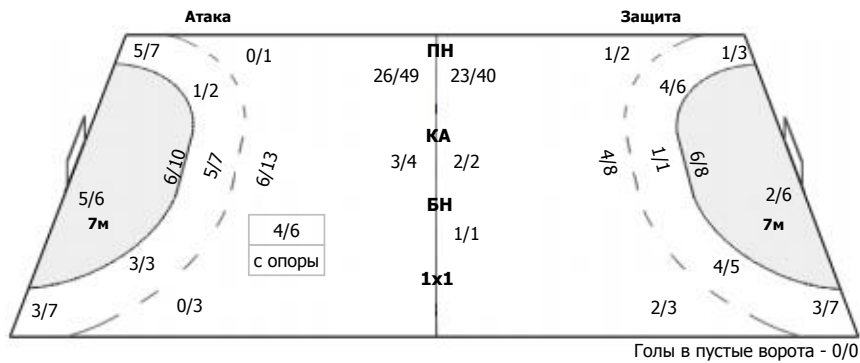 Атака Защита
5/7 0/1 ПН 1/2 1/3
26/49 23/40
1/2 4/6
КА
6/10 5/7 6/13 3/4 2/2 4/8 1/1 6/8
5/6 БН 2/6
7м 4/6 1/1 7м
3/3 с опоры 4/5
1х1
3/7 0/3 2/3 3/7
Голы в пустые ворота - 0/0